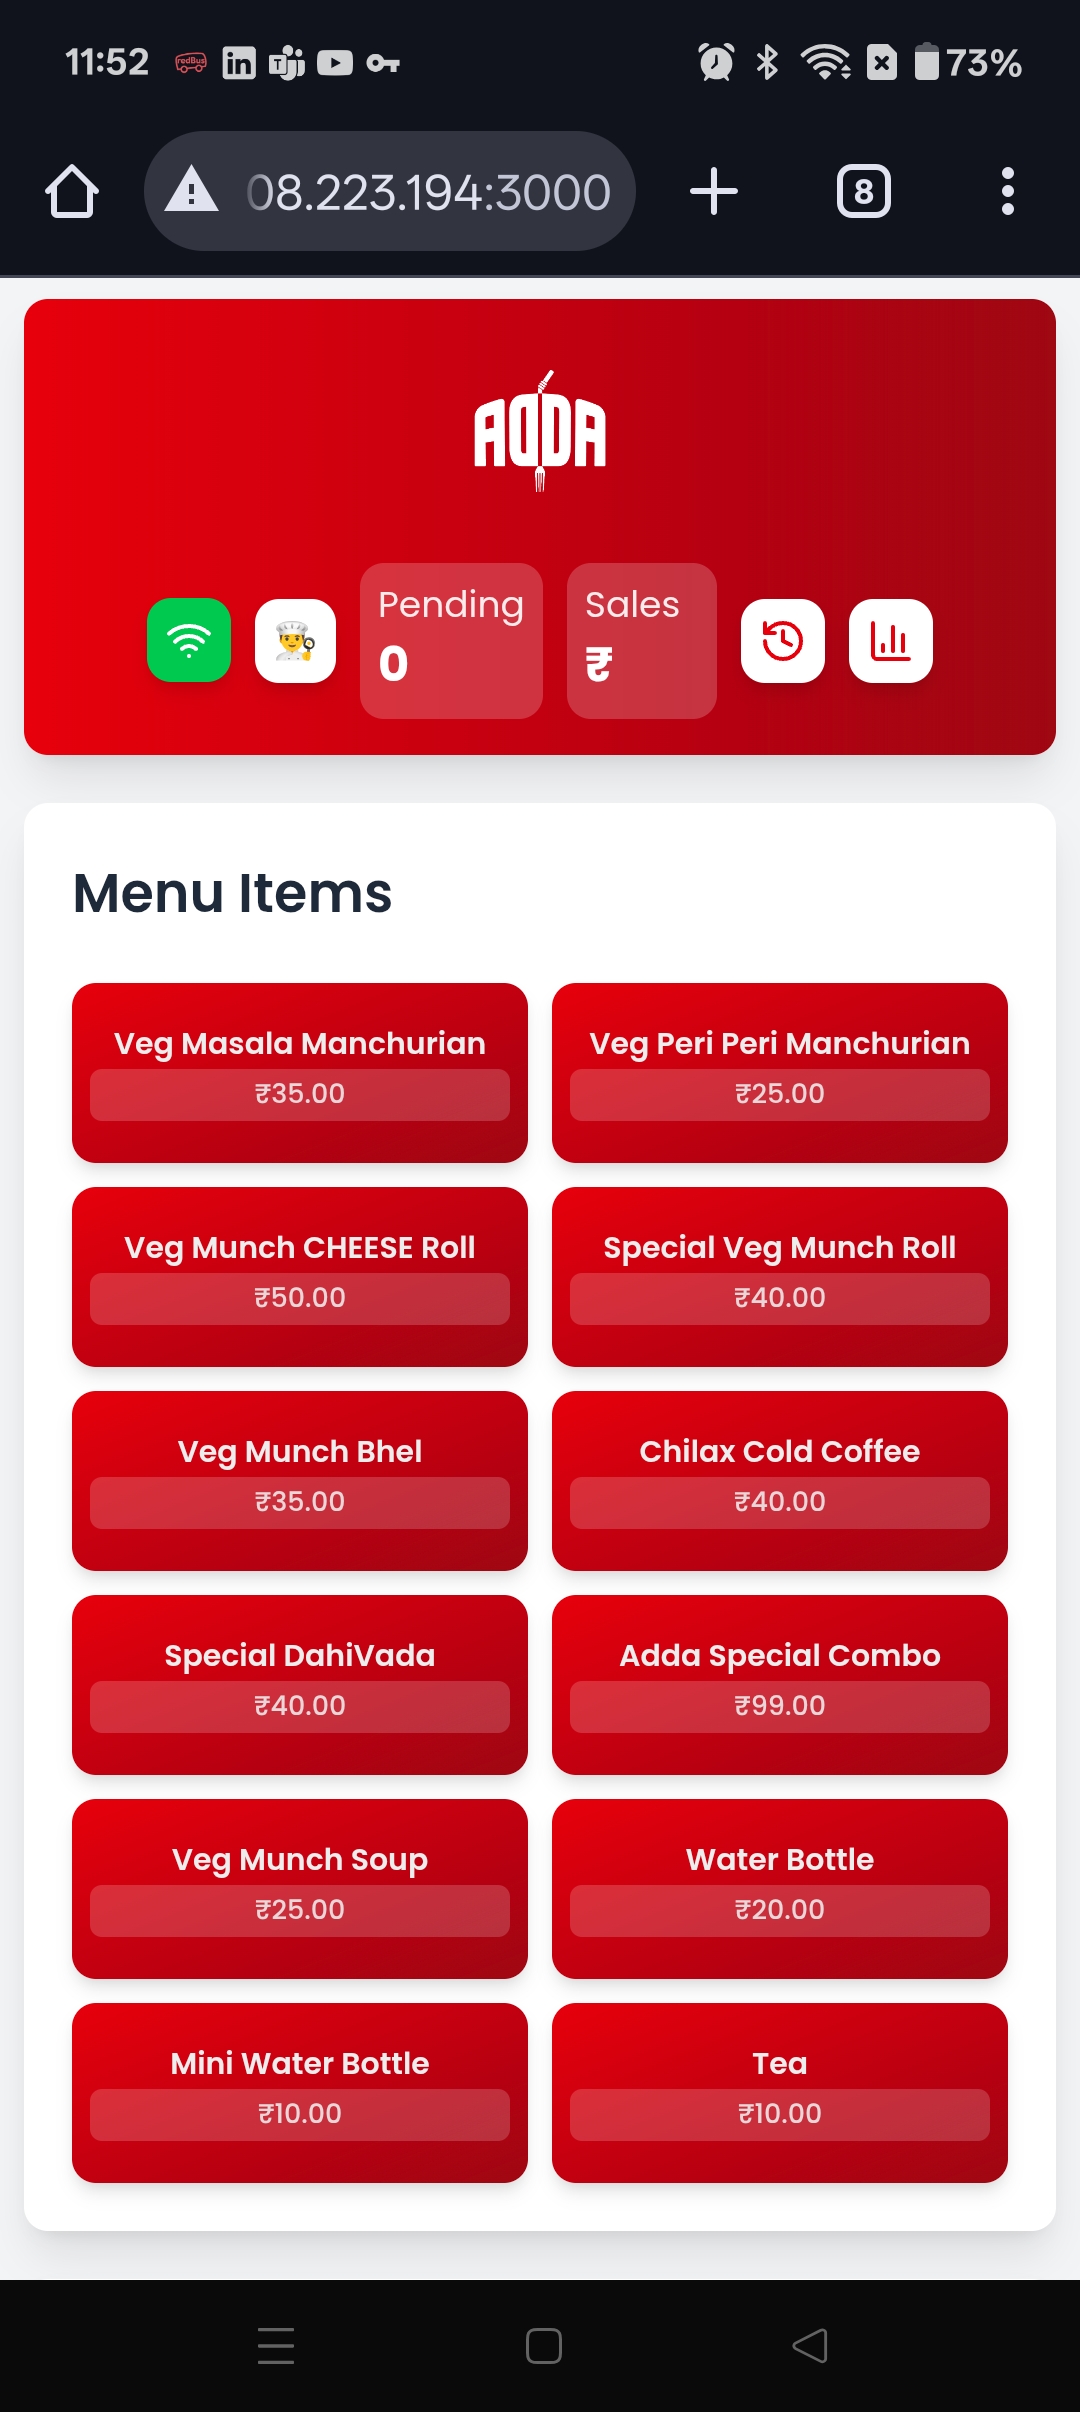 11:52
redBus
73%
08.223.194:3000
8
ADDA
Pending
0
Sales
₹
Menu Items
Veg Masala Manchurian
₹35.00
Veg Peri Peri Manchurian
₹25.00
Veg Munch CHEESE Roll
₹50.00
Special Veg Munch Roll
₹40.00
Veg Munch Bhel
₹35.00
Chilax Cold Coffee
₹40.00
Special DahiVada
₹40.00
Adda Special Combo
₹99.00
Veg Munch Soup
₹25.00
Water Bottle
₹20.00
Mini Water Bottle
₹10.00
Tea
₹10.00